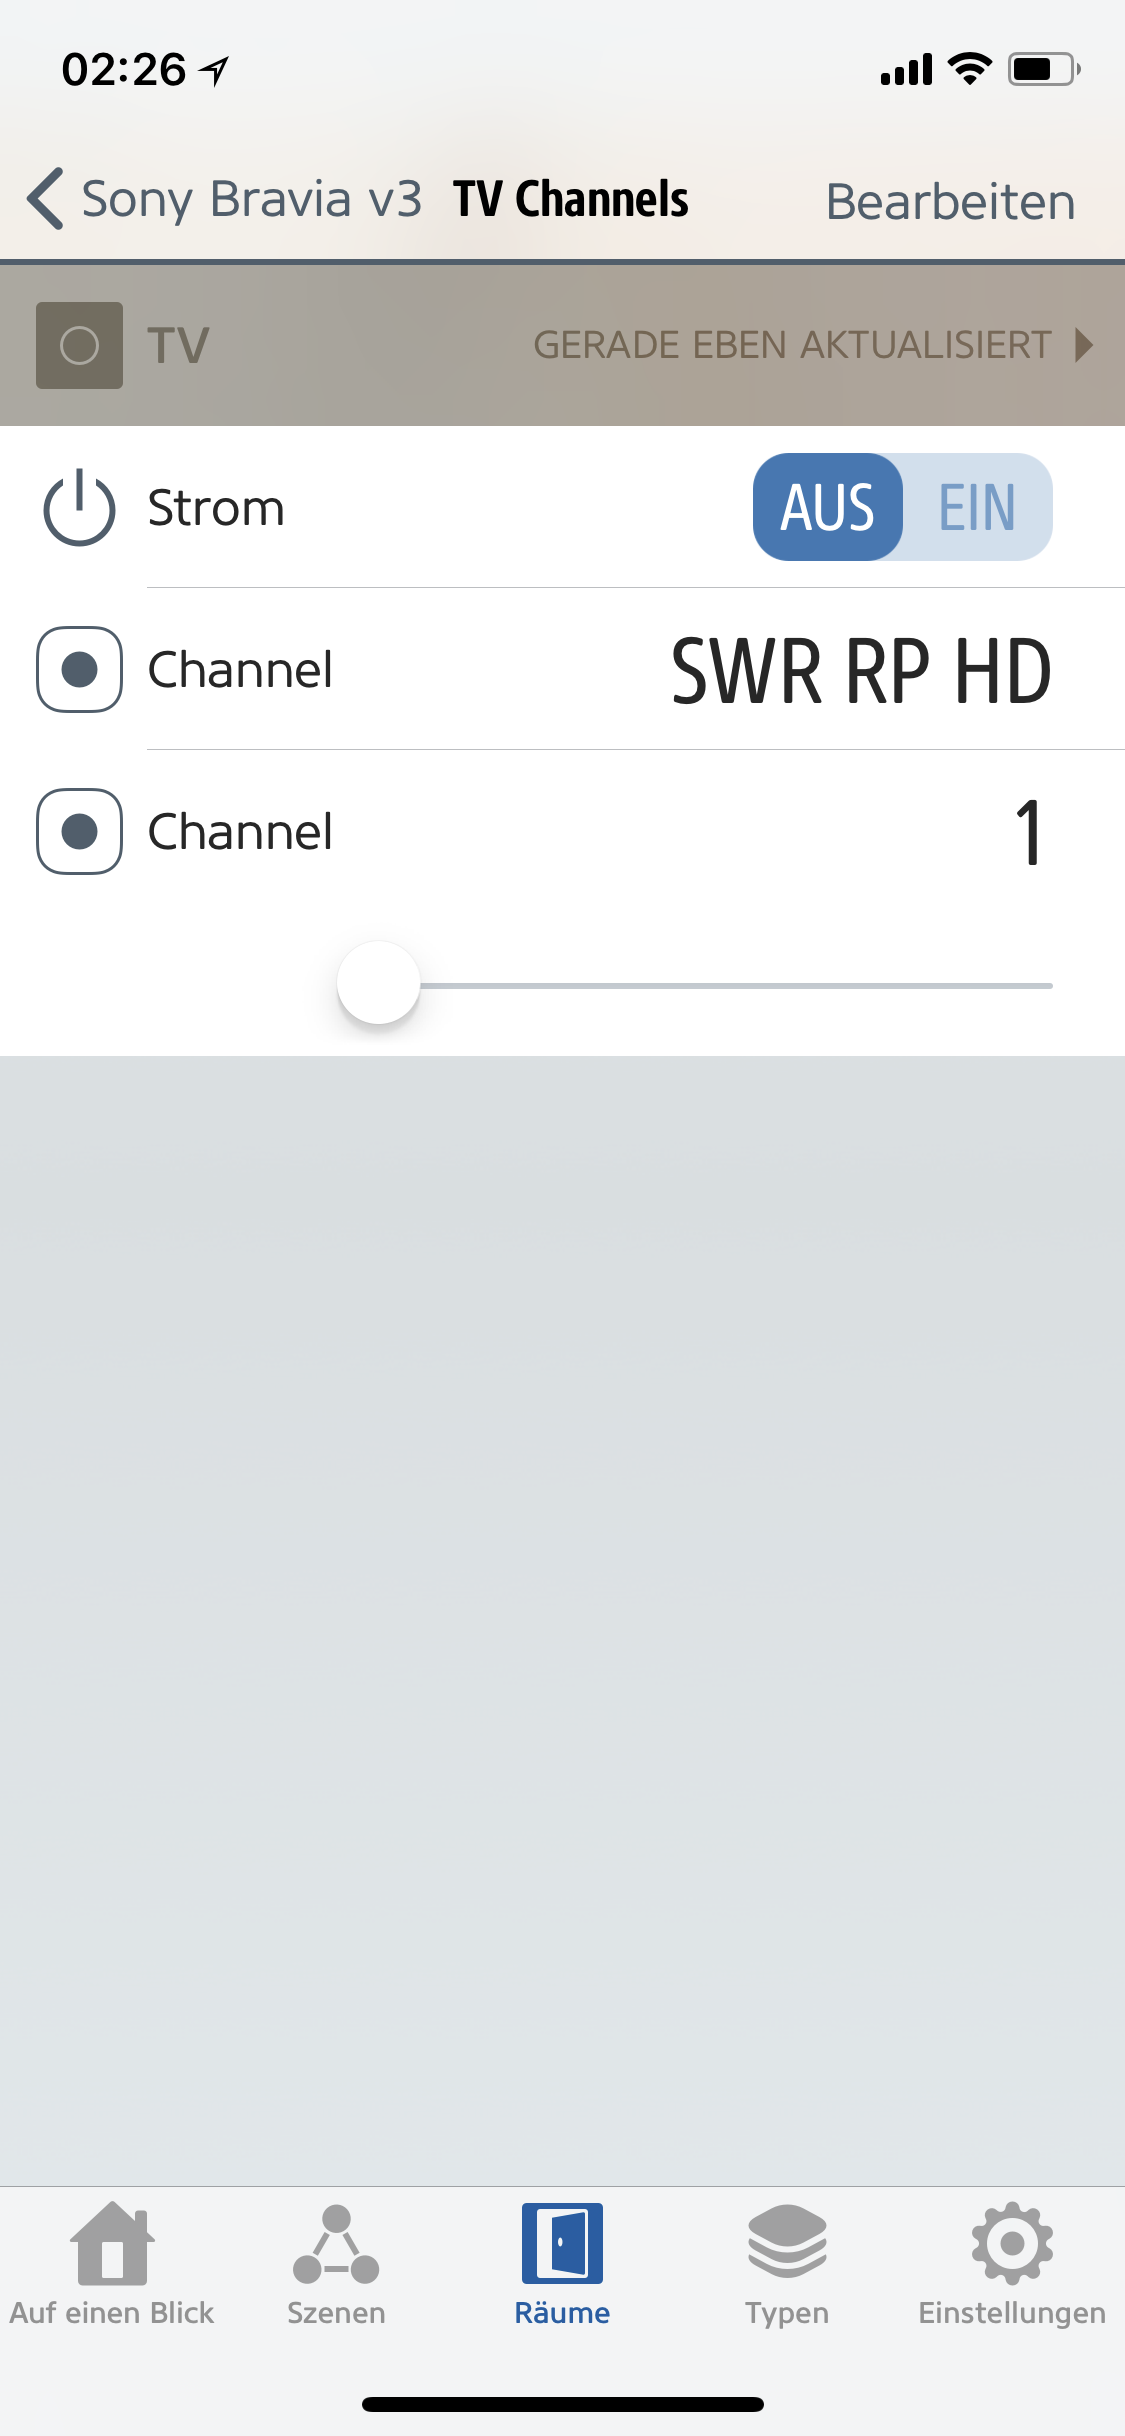 02:26
Sony Bravia v3 TV Channels Bearbeiten
TV GERADE EBEN AKTUALISIERT
Strom AUS EIN
Channel SWR RP HD
Channel 1
Auf einen Blick Szenen Räume Typen Einstellungen